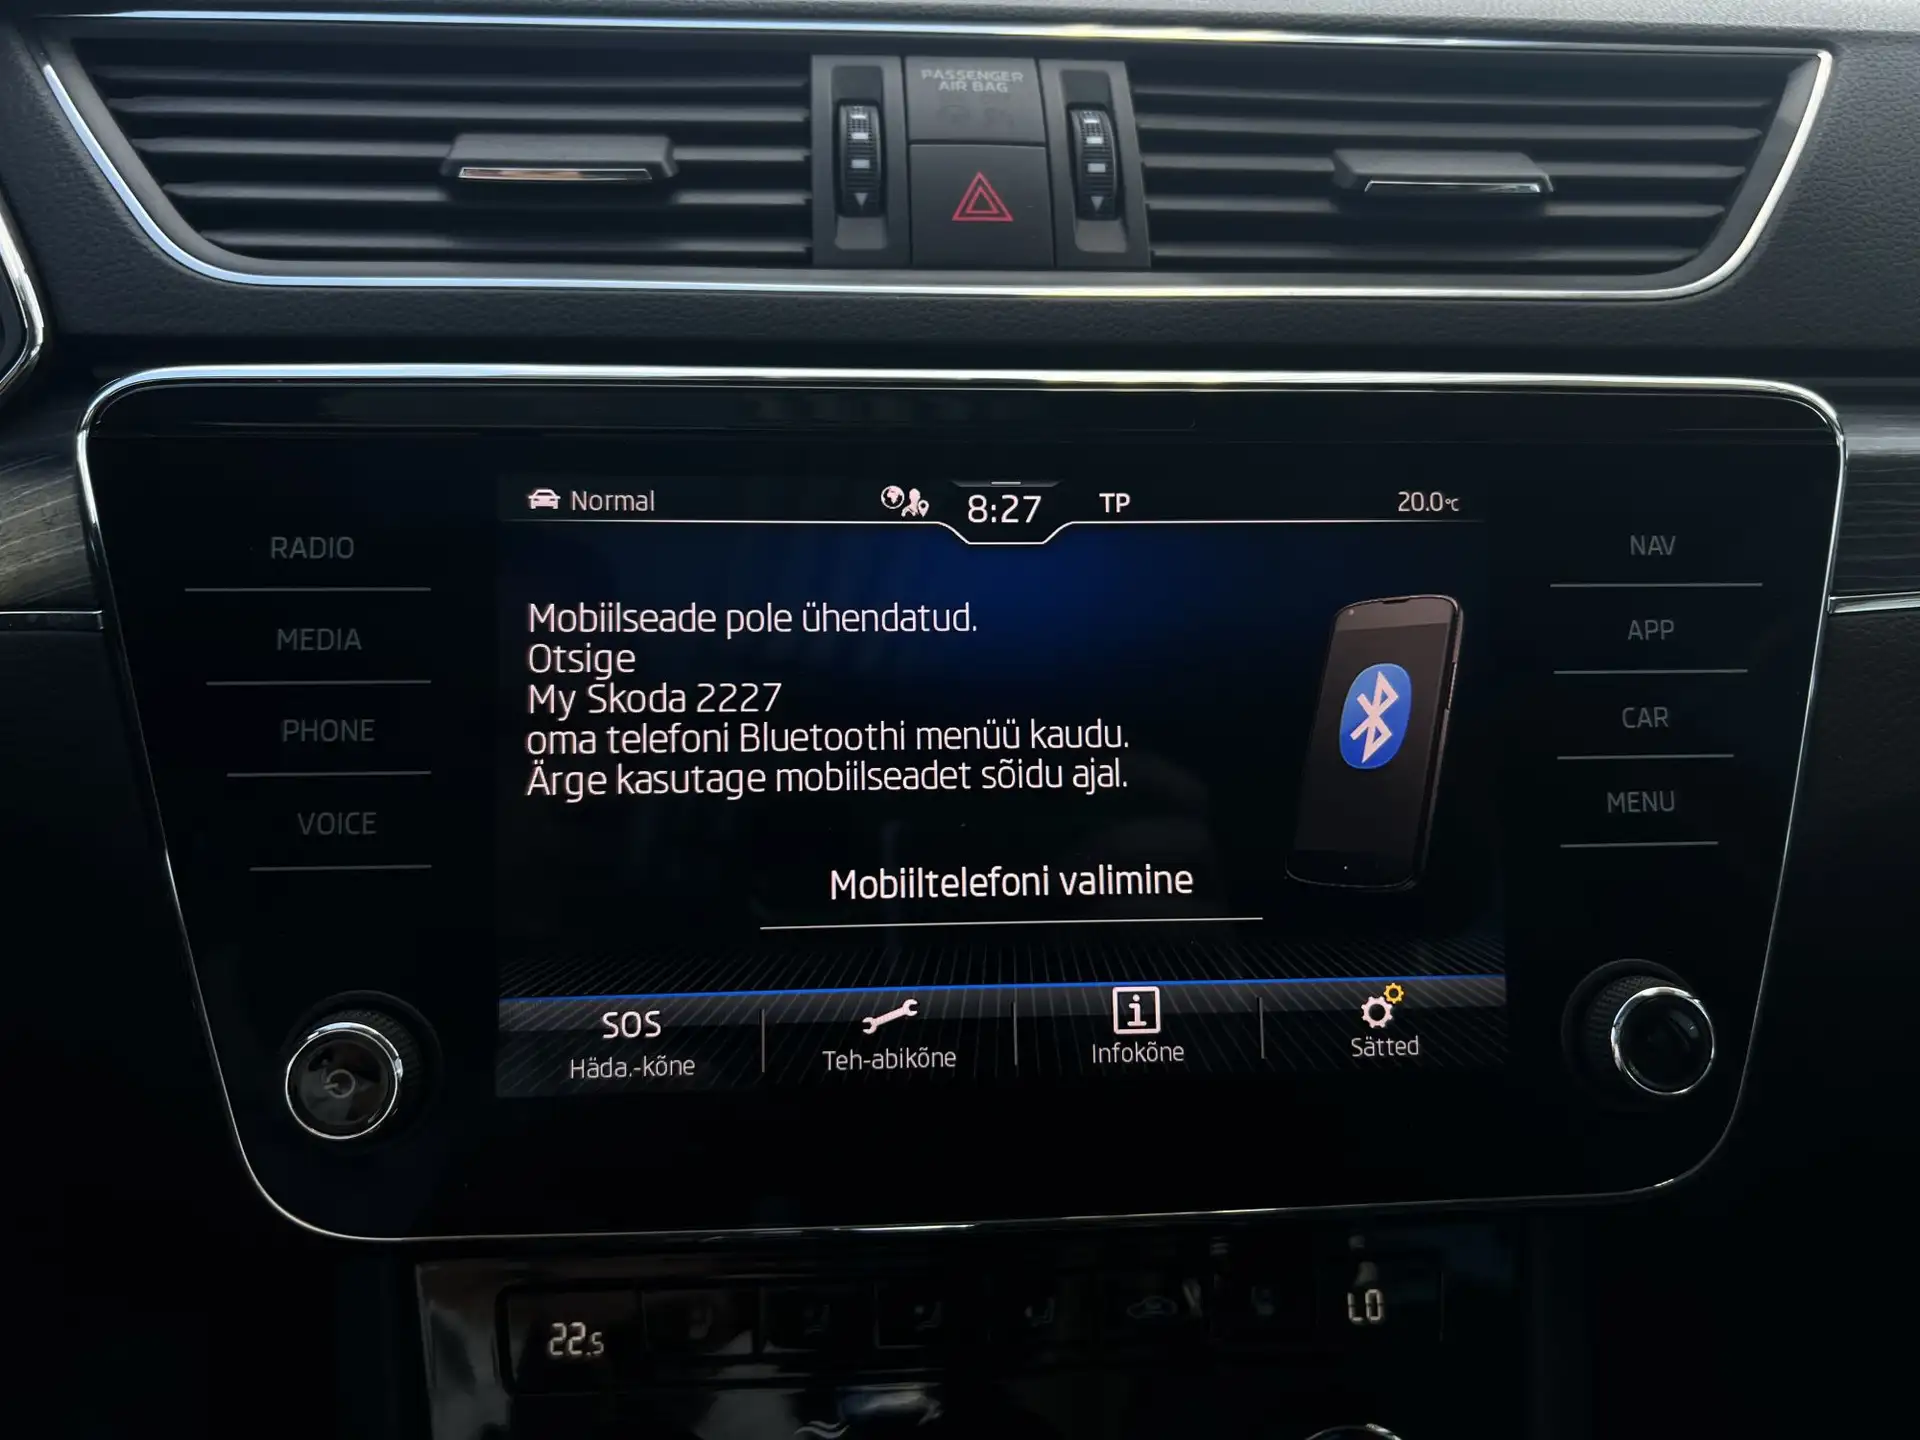 PASSENGER
AIR BAG
Normal
8:27
TP
20.0°C
RADIO
MEDIA
PHONE
VOICE
NAV
APP
CAR
MENU
Mobiilseade pole ühendatud.
Otsige
My Skoda 2227
oma telefoni Bluetoothi menüü kaudu.
Ärge kasutage mobiilseadet sõidu ajal.
Mobiiltelefoni valimine
SOS
Häda.-kõne
Teh-abikõne
i
Infokõne
Sätted
22.5
LO